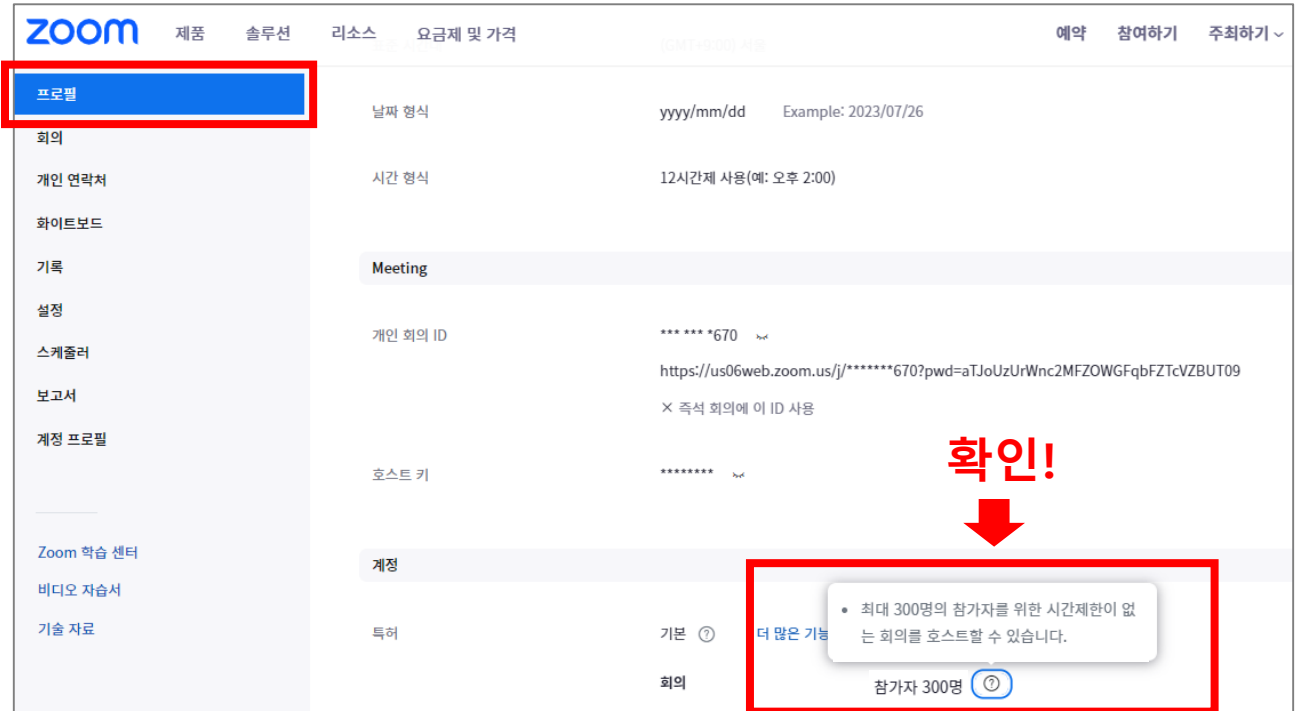 zoom 제품 솔루션 리소스 요금제 및 가격 예약 참여하기 주최하기
프로필
회의
개인 연락처
화이트보드
기록
설정
스케줄러
보고서
계정 프로필
Zoom 학습 센터
비디오 자습서
기술 자료
날짜 형식 yyyy/mm/dd Example: 2023/07/26
시간 형식 12시간제 사용(예: 오후 2:00)
Meeting
개인 회의 ID *** *** *670
https://us06web.zoom.us/j/*******670?pwd=aTJoUzUrWnc2MFZOWGFqbFZTcVZBUT09
× 즉석 회의에 이 ID 사용
호스트 키 ********
확인!
계정
최대 300명의 참가자를 위한 시간제한이 없
는 회의를 호스트할 수 있습니다.
특허 기본 더 많은 기능
회의 참가자 300명